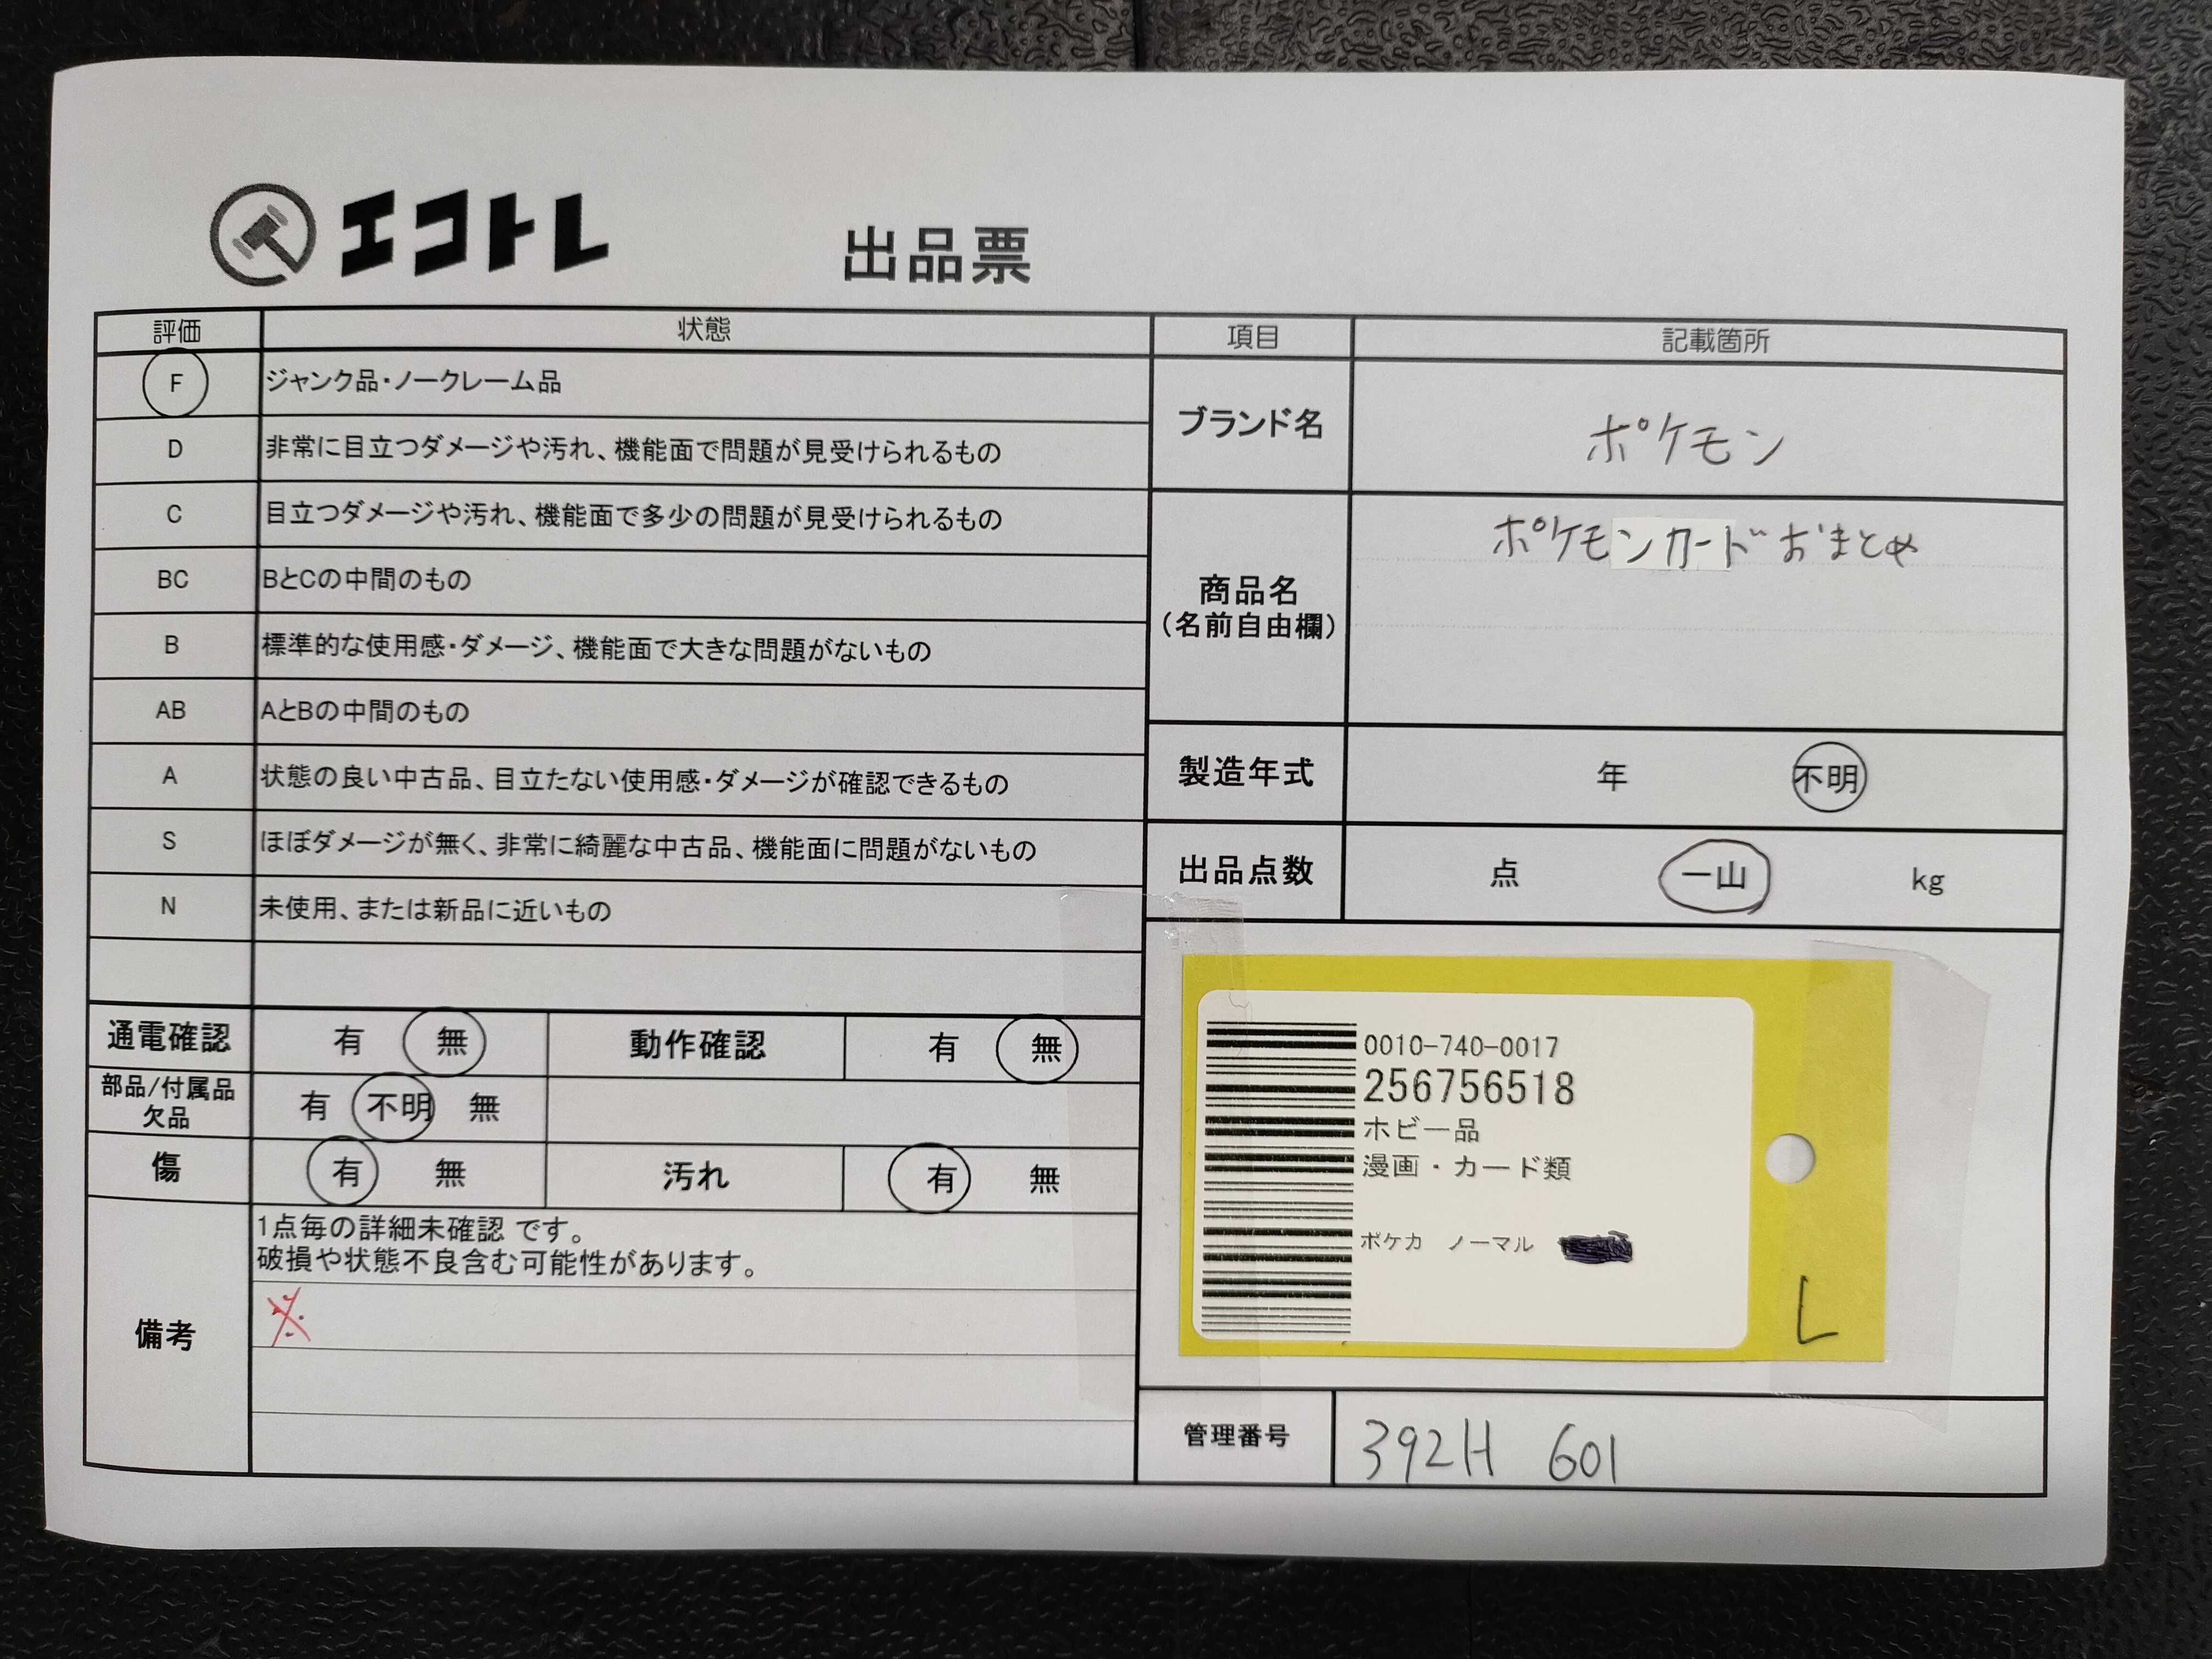 エコトレ
出品票
評価 状態
F ジャンク品・ノークレーム品
D 非常に目立つダメージや汚れ、機能面で問題が見受けられるもの
C 目立つダメージや汚れ、機能面で多少の問題が見受けられるもの
BC BとCの中間のもの
B 標準的な使用感・ダメージ、機能面で大きな問題がないもの
AB AとBの中間のもの
A 状態の良い中古品、目立たない使用感・ダメージが確認できるもの
S ほぼダメージが無く、非常に綺麗な中古品、機能面に問題がないもの
N 未使用、または新品に近いもの
通電確認 有 無 動作確認 有 無
部品/付属品
欠品
有 不明 無
傷 有 無 汚れ 有 無
備考
1点毎の詳細未確認 です。
破損や状態不良含む可能性があります。
※
項目 記載箇所
ブランド名 ポケモン
商品名
(名前自由欄)
ポケモンカードおまとめ
製造年式 年 不明
出品点数 点 一山 kg
0010-740-0017
256756518
ホビー品
漫画・カード類
ポケカ ノーマル
L
管理番号 392H 601